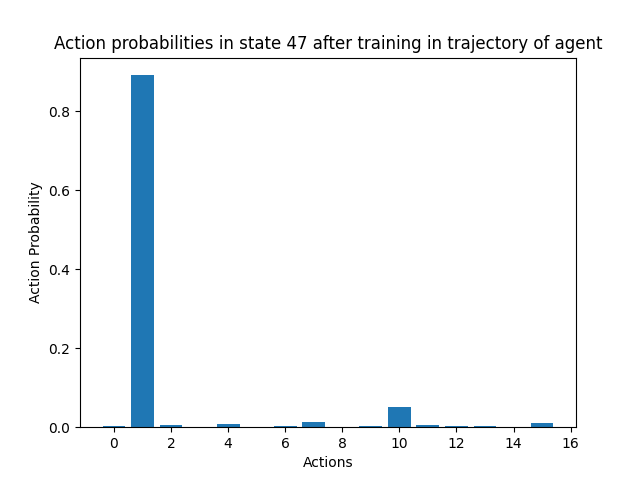 Action probabilities in state 47 after training in trajectory of agent
Action Probability
0.8
0.6
0.4
0.2
0.0
0 2 4 6 8 10 12 14 16
Actions